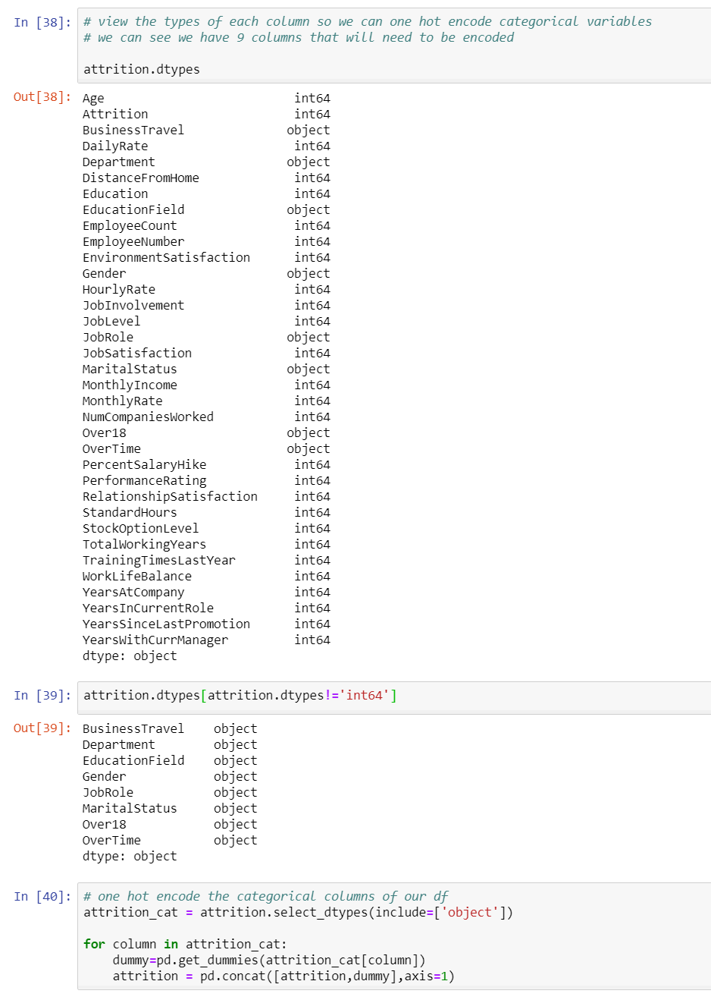 In [38]: # view the types of each column so we can one hot encode categorical variables
# we can see we have 9 columns that will need to be encoded
attrition.dtypes
Out[38]: Age int64
Attrition int64
BusinessTravel object
DailyRate int64
Department object
DistanceFromHome int64
Education int64
EducationField object
EmployeeCount int64
EmployeeNumber int64
EnvironmentSatisfaction int64
Gender object
HourlyRate int64
JobInvolvement int64
JobLevel int64
JobRole object
JobSatisfaction int64
MaritalStatus object
MonthlyIncome int64
MonthlyRate int64
NumCompaniesWorked int64
Over18 object
OverTime object
PercentSalaryHike int64
PerformanceRating int64
RelationshipSatisfaction int64
StandardHours int64
StockOptionLevel int64
TotalWorkingYears int64
TrainingTimesLastYear int64
WorkLifeBalance int64
YearsAtCompany int64
YearsInCurrentRole int64
YearsSinceLastPromotion int64
YearsWithCurrManager int64
dtype: object
In [39]: attrition.dtypes[attrition.dtypes!='int64']
Out[39]: BusinessTravel object
Department object
EducationField object
Gender object
JobRole object
MaritalStatus object
Over18 object
OverTime object
dtype: object
In [40]: # one hot encode the categorical columns of our df
attrition_cat = attrition.select_dtypes(include=['object'])
for column in attrition_cat:
    dummy=pd.get_dummies(attrition_cat[column])
    attrition = pd.concat([attrition,dummy],axis=1)